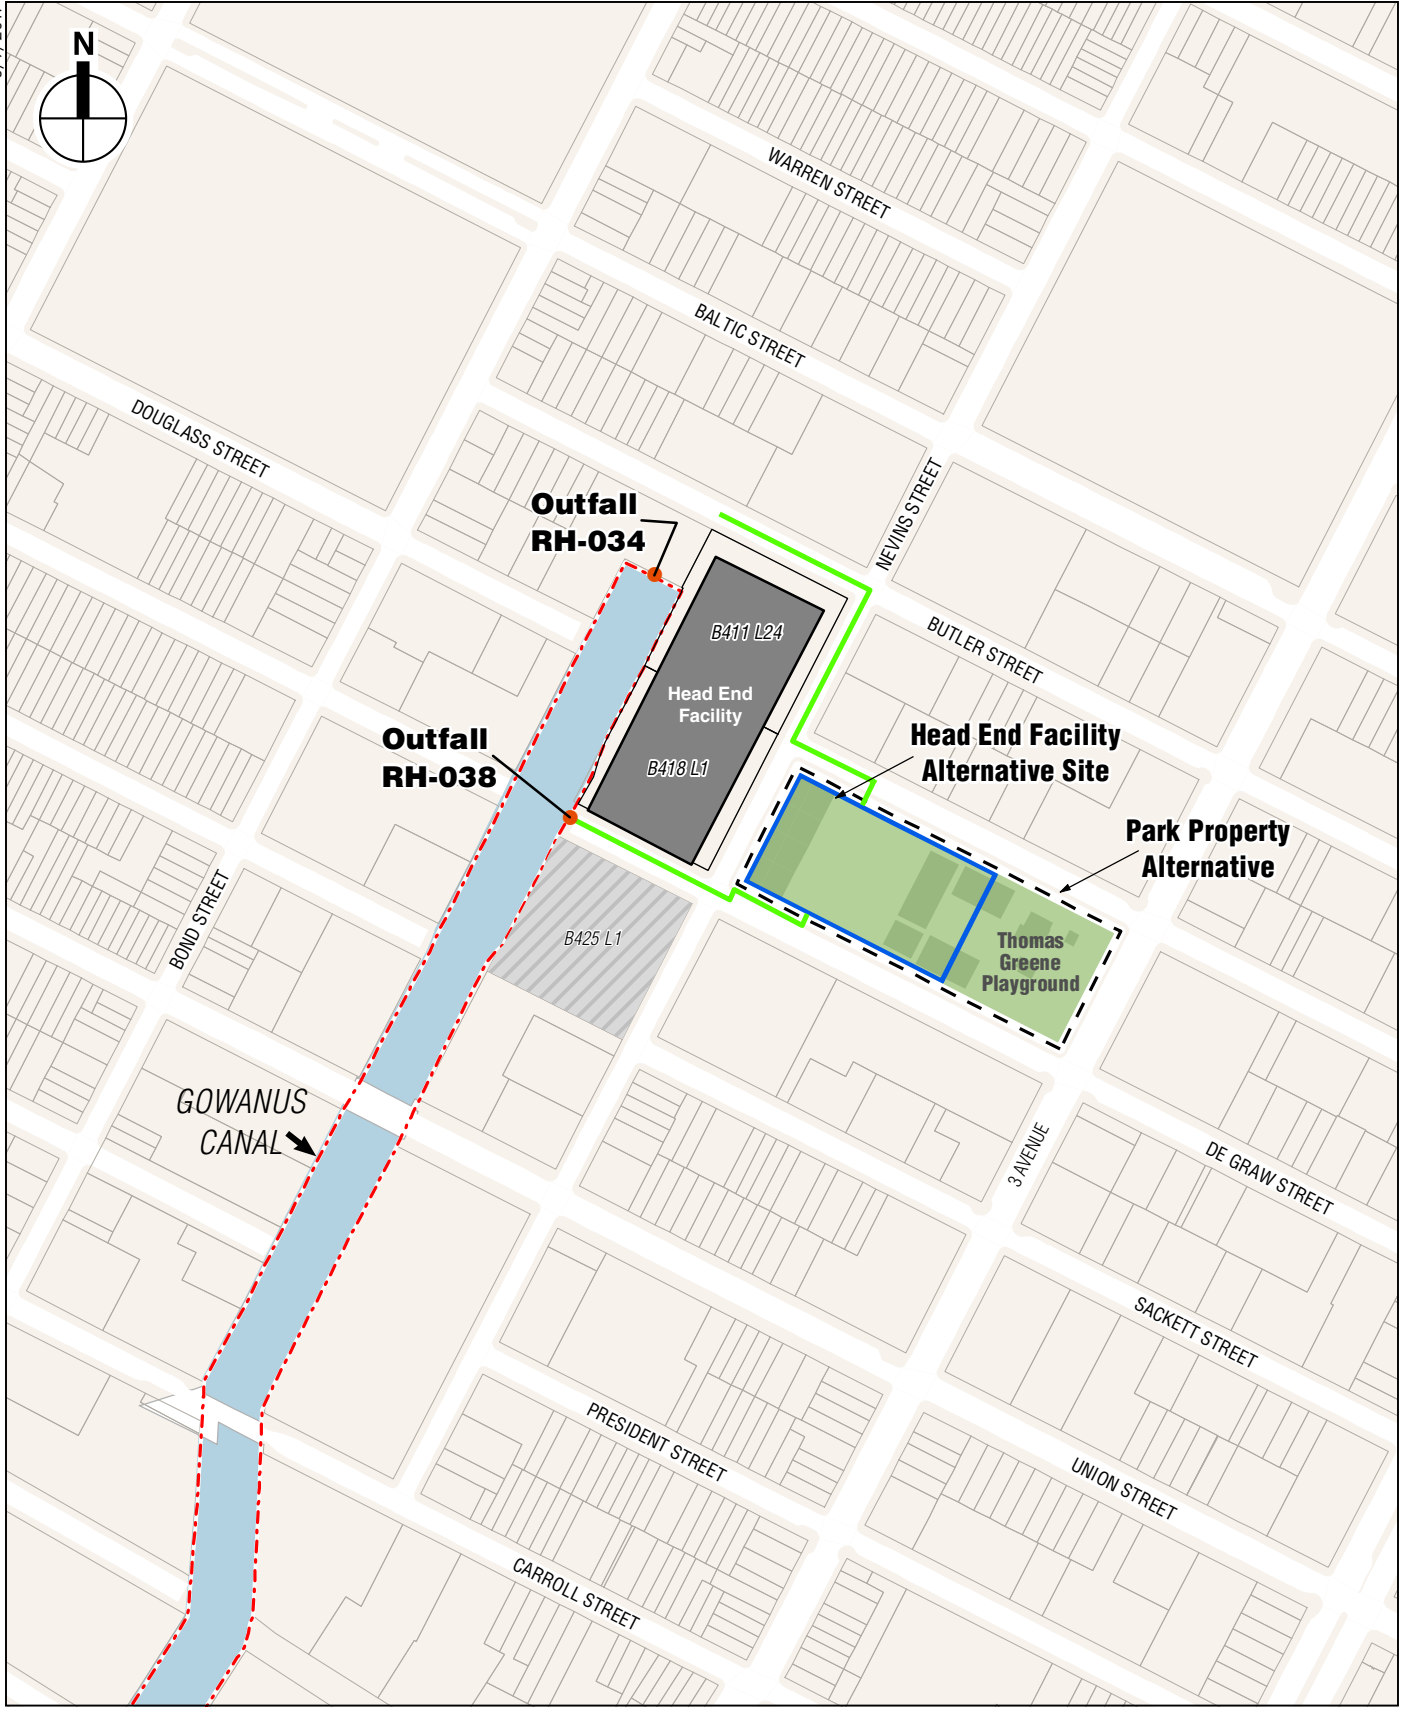 N
WARREN STREET
BALTIC STREET
DOUGLASS STREET
NEVINS STREET
Outfall
RH-034
B411 L24
BUTLER STREET
Head End
Facility
Outfall
RH-038
B418 L1
Head End Facility
Alternative Site
Park Property
Alternative
BOND STREET
B425 L1
Thomas
Greene
Playground
GOWANUS
CANAL
3 AVENUE
DE GRAW STREET
SACKETT STREET
PRESIDENT STREET
UNION STREET
CARROLL STREET